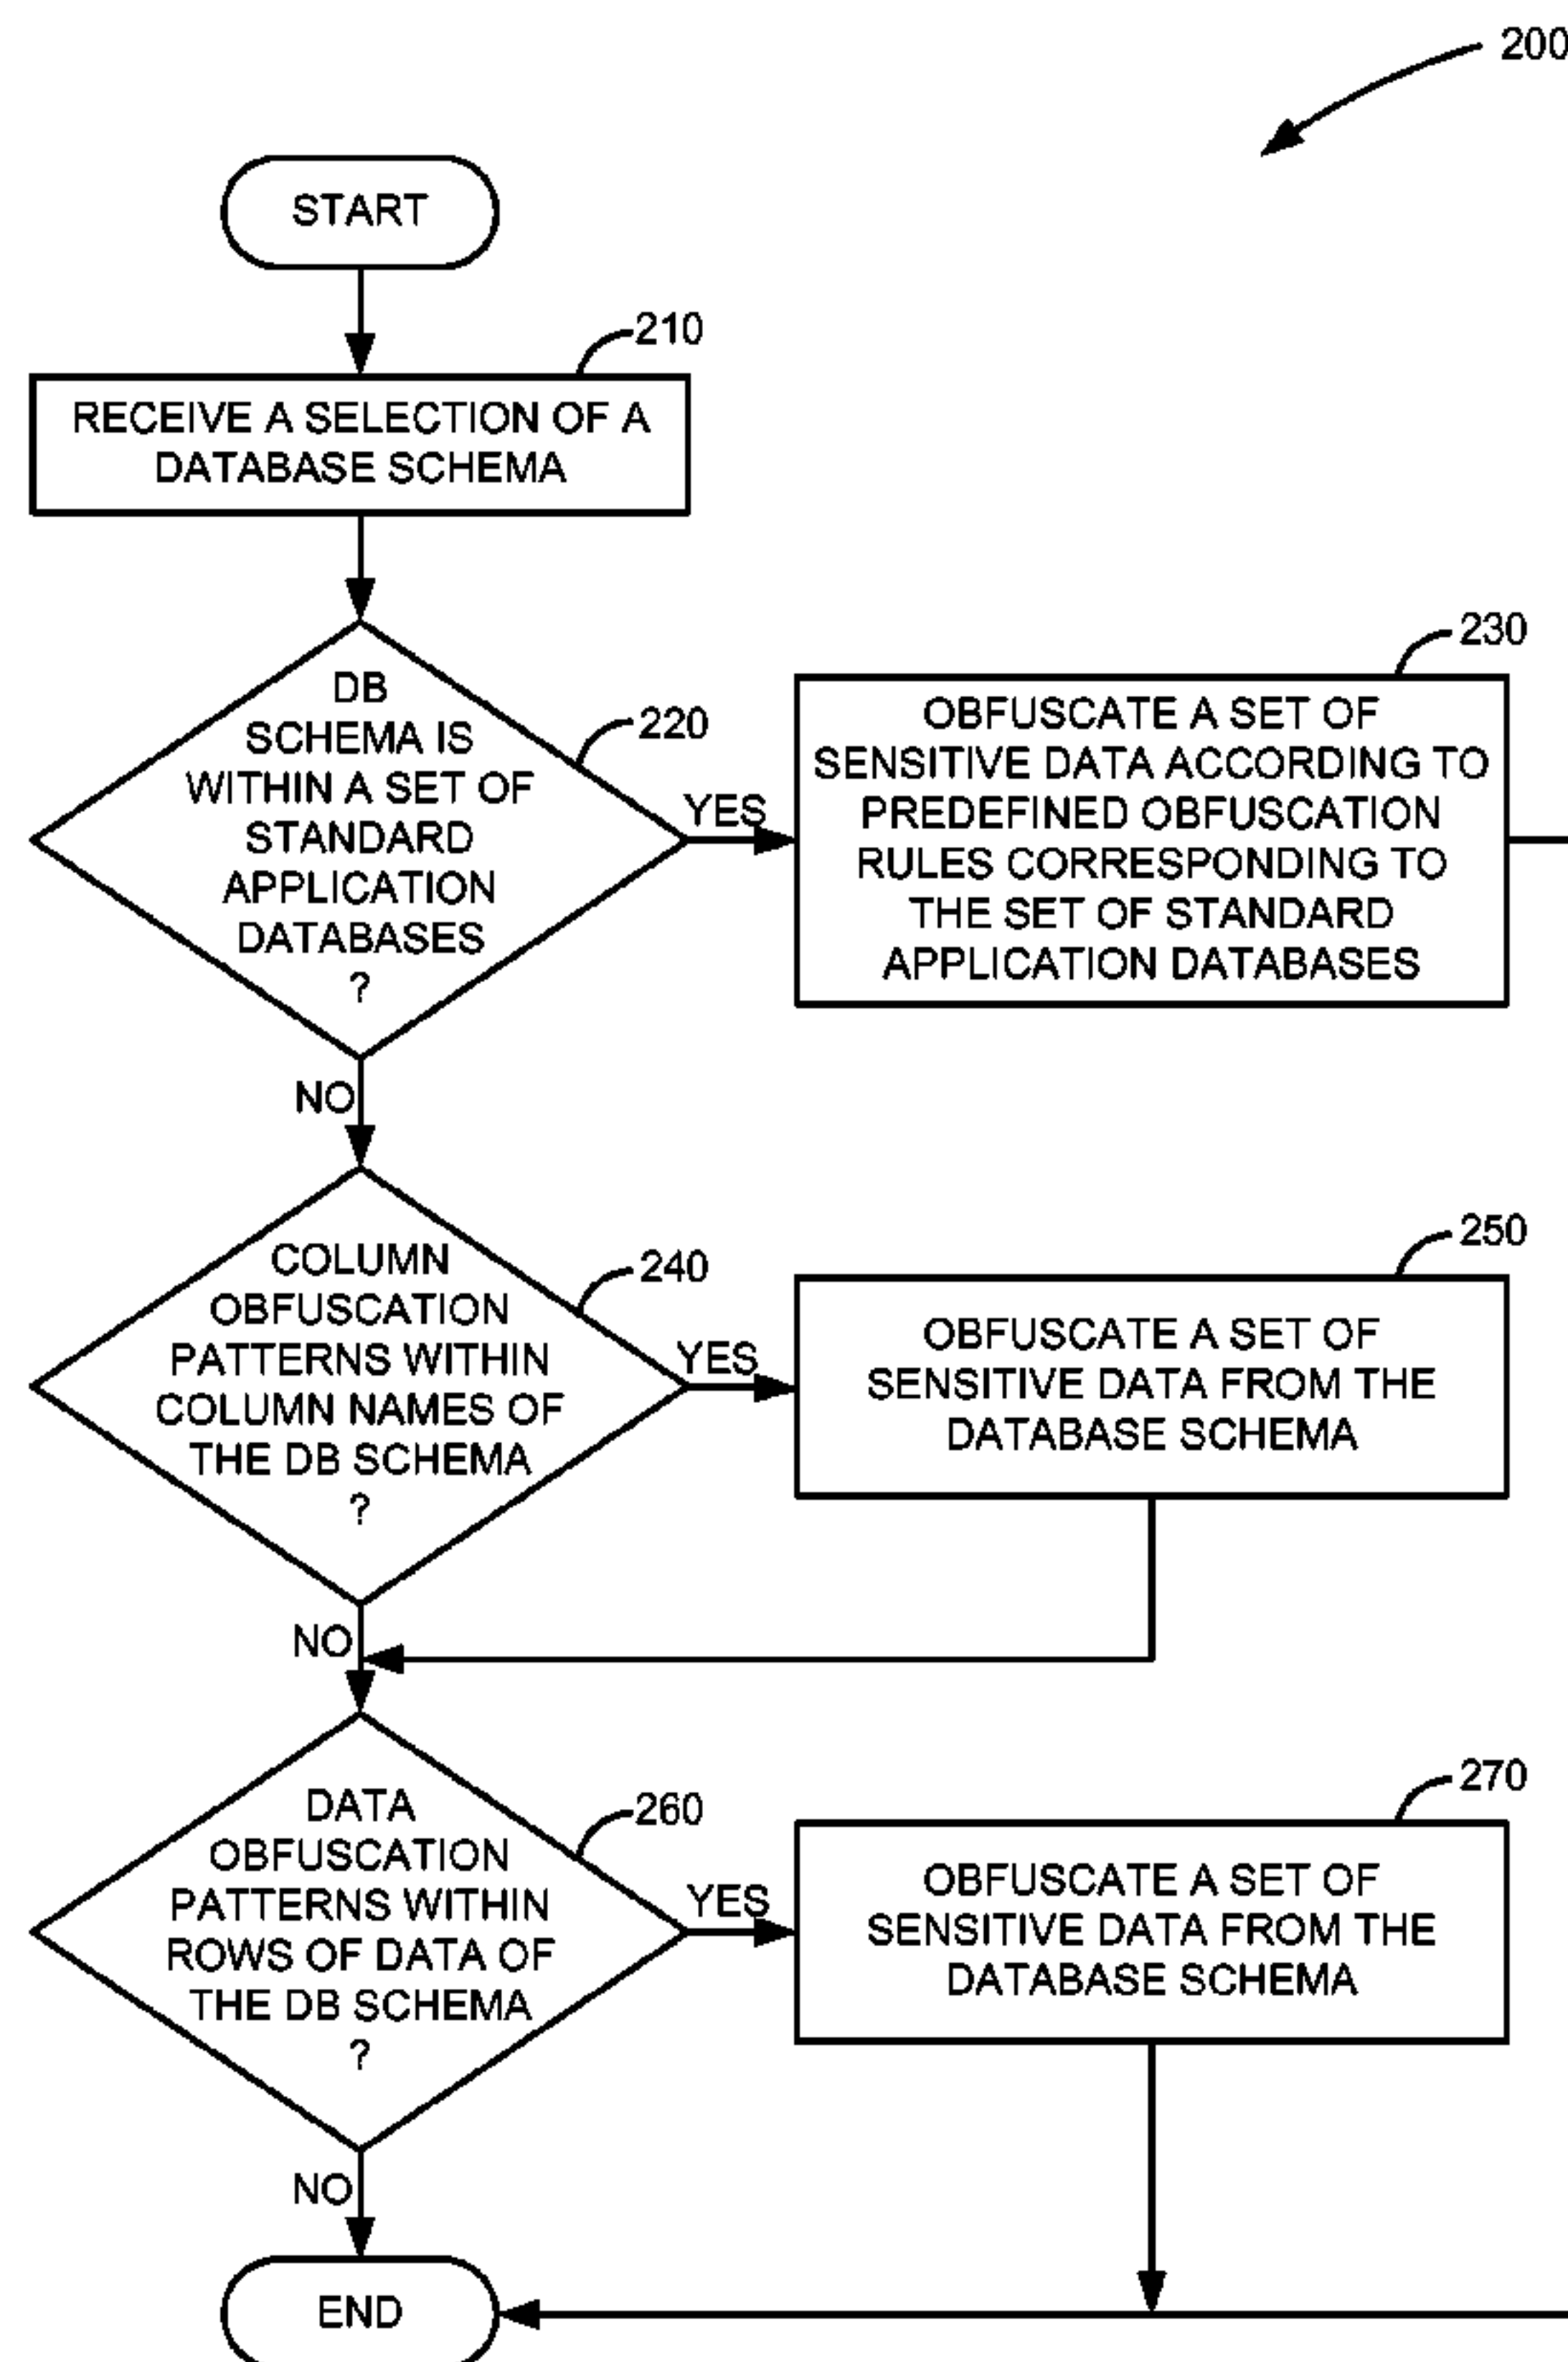 200
START
210
RECEIVE A SELECTION OF A
DATABASE SCHEMA
220
DB
SCHEMA IS
WITHIN A SET OF
STANDARD
APPLICATION
DATABASES
?
YES
230
OBFUSCATE A SET OF
SENSITIVE DATA ACCORDING TO
PREDEFINED OBFUSCATION
RULES CORRESPONDING TO
THE SET OF STANDARD
APPLICATION DATABASES
NO
240
COLUMN
OBFUSCATION
PATTERNS WITHIN
COLUMN NAMES OF
THE DB SCHEMA
?
YES
250
OBFUSCATE A SET OF
SENSITIVE DATA FROM THE
DATABASE SCHEMA
NO
260
DATA
OBFUSCATION
PATTERNS WITHIN
ROWS OF DATA OF
THE DB SCHEMA
?
YES
270
OBFUSCATE A SET OF
SENSITIVE DATA FROM THE
DATABASE SCHEMA
NO
END